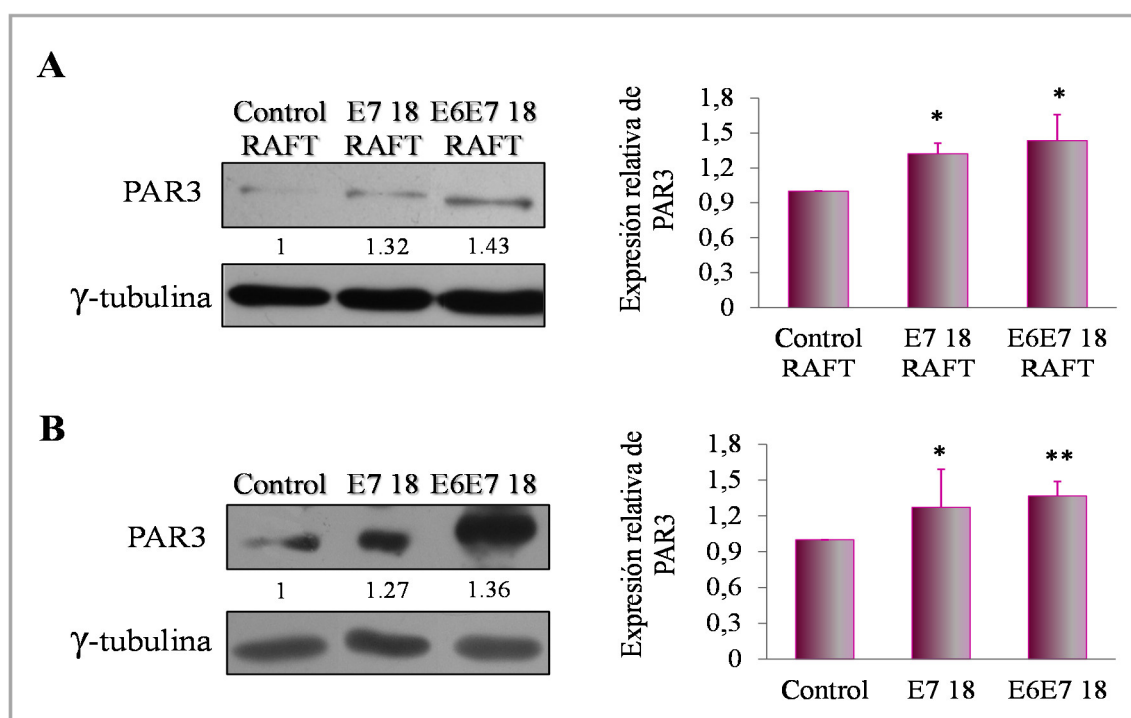 A
Control E7 18 E6E7 18
RAFT RAFT RAFT
PAR3
1 1.32 1.43
γ-tubulina
Expresión relativa de
PAR3
1,8
1,5
1,2
0,9
0,6
0,3
0
* *
Control E7 18 E6E7 18
RAFT RAFT RAFT
B
Control E7 18 E6E7 18
PAR3
1 1.27 1.36
γ-tubulina
Expresión relativa de
PAR3
1,8
1,5
1,2
0,9
0,6
0,3
0
* **
Control E7 18 E6E7 18